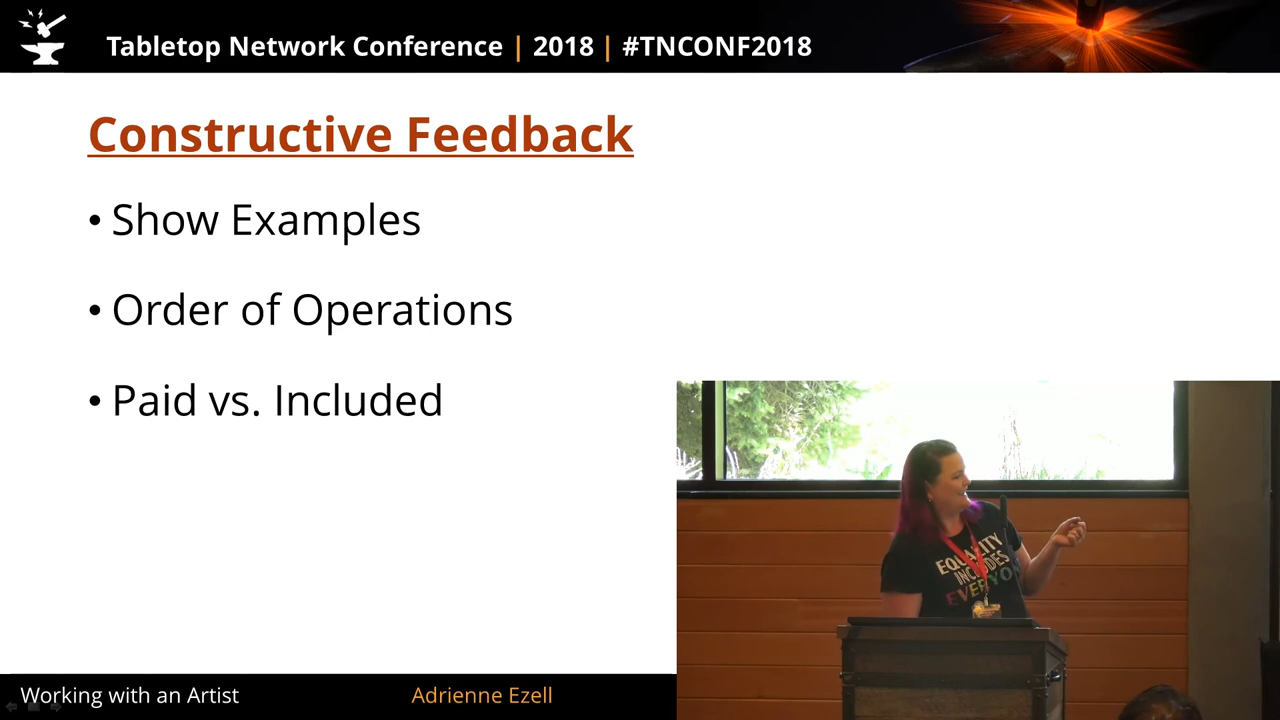 Tabletop Network Conference | 2018 | #TNCONF2018
Constructive Feedback
• Show Examples
• Order of Operations
• Paid vs. Included
EQUALITY
INCLUDES
EVERYON
Working with an Artist
Adrienne Ezell